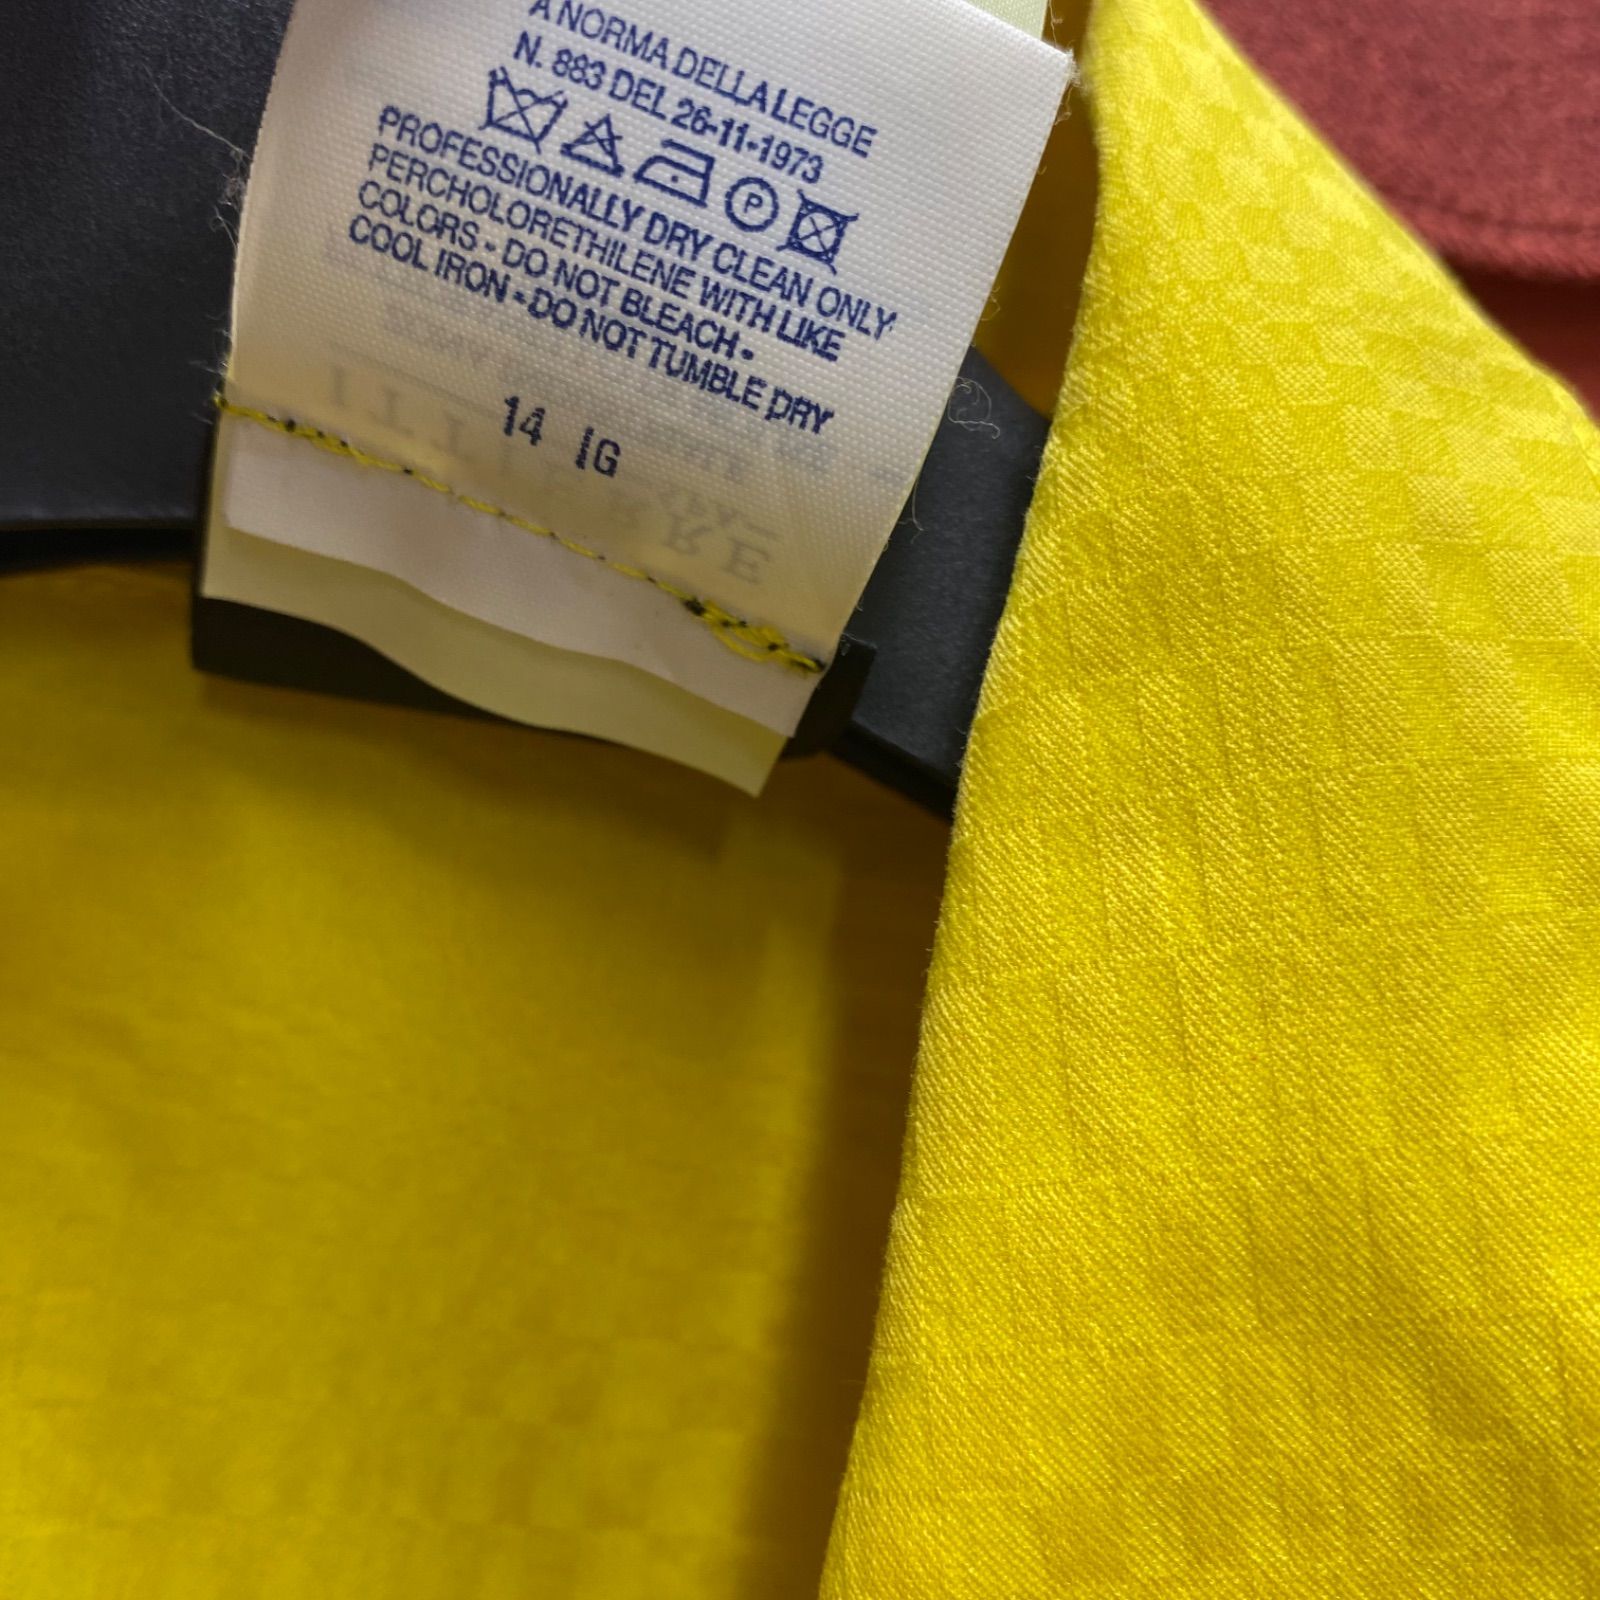 A NORMA DELLA LEGGE
N. 883 DEL 26-11-1973
P
PROFESSIONALLY DRY CLEAN ONLY
PERCHOLORETHILENE WITH LIKE
COLORS - DO NOT BLEACH -
COOL IRON - DO NOT TUMBLE DRY
14 IG
ITTIERRE